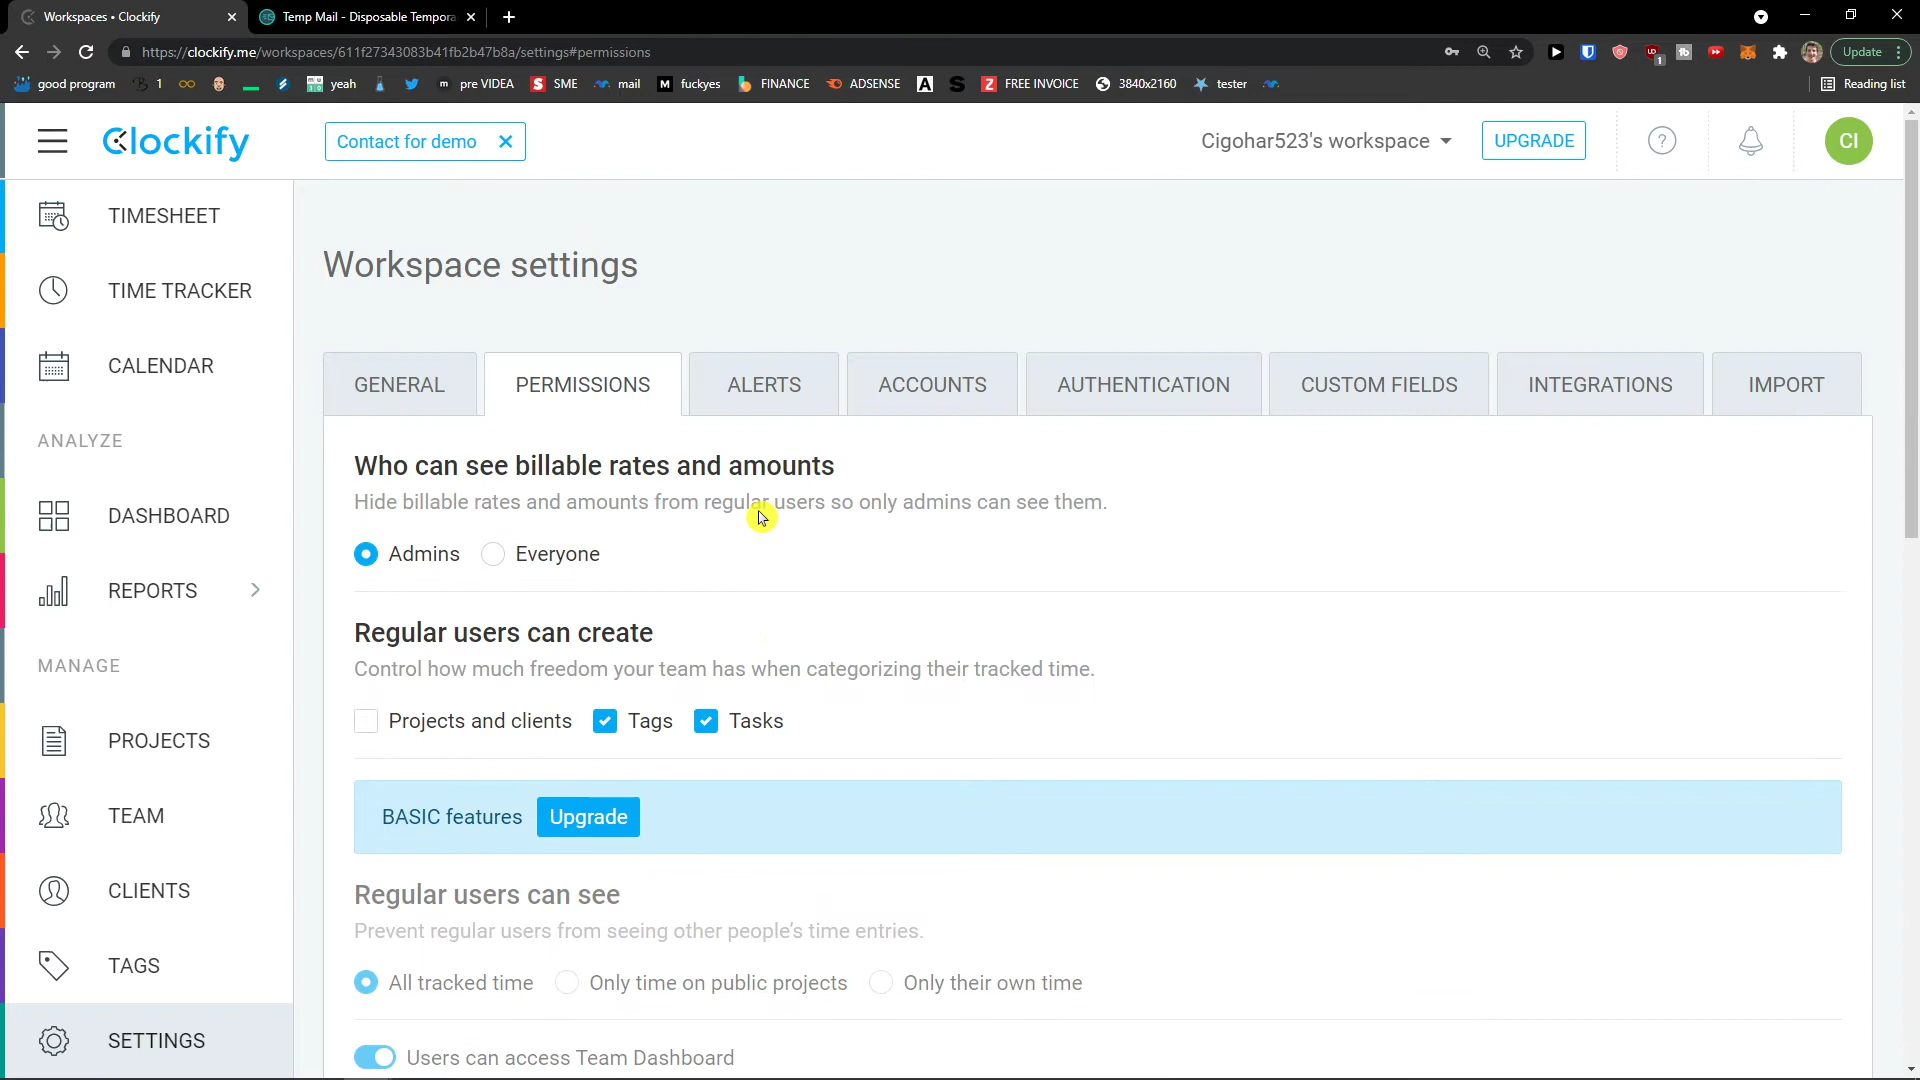 Workspaces • Clockify
Temp Mail - Disposable Tempora
https://clockify.me/workspaces/611f27343083b41fb2b47b8a/settings#permissions
Update
good program
1
yeah
pre VIDEA
SME
mail
fuckyes
FINANCE
ADSENSE
FREE INVOICE
3840x2160
tester
Reading list
Clockify
Contact for demo
Cigohar523's workspace
UPGRADE
CI
TIMESHEET
TIME TRACKER
CALENDAR
ANALYZE
DASHBOARD
REPORTS
MANAGE
PROJECTS
TEAM
CLIENTS
TAGS
SETTINGS
Workspace settings
GENERAL
PERMISSIONS
ALERTS
ACCOUNTS
AUTHENTICATION
CUSTOM FIELDS
INTEGRATIONS
IMPORT
Who can see billable rates and amounts
Hide billable rates and amounts from regular users so only admins can see them.
Admins
Everyone
Regular users can create
Control how much freedom your team has when categorizing their tracked time.
Projects and clients
Tags
Tasks
BASIC features
Upgrade
Regular users can see
Prevent regular users from seeing other people's time entries.
All tracked time
Only time on public projects
Only their own time
Users can access Team Dashboard